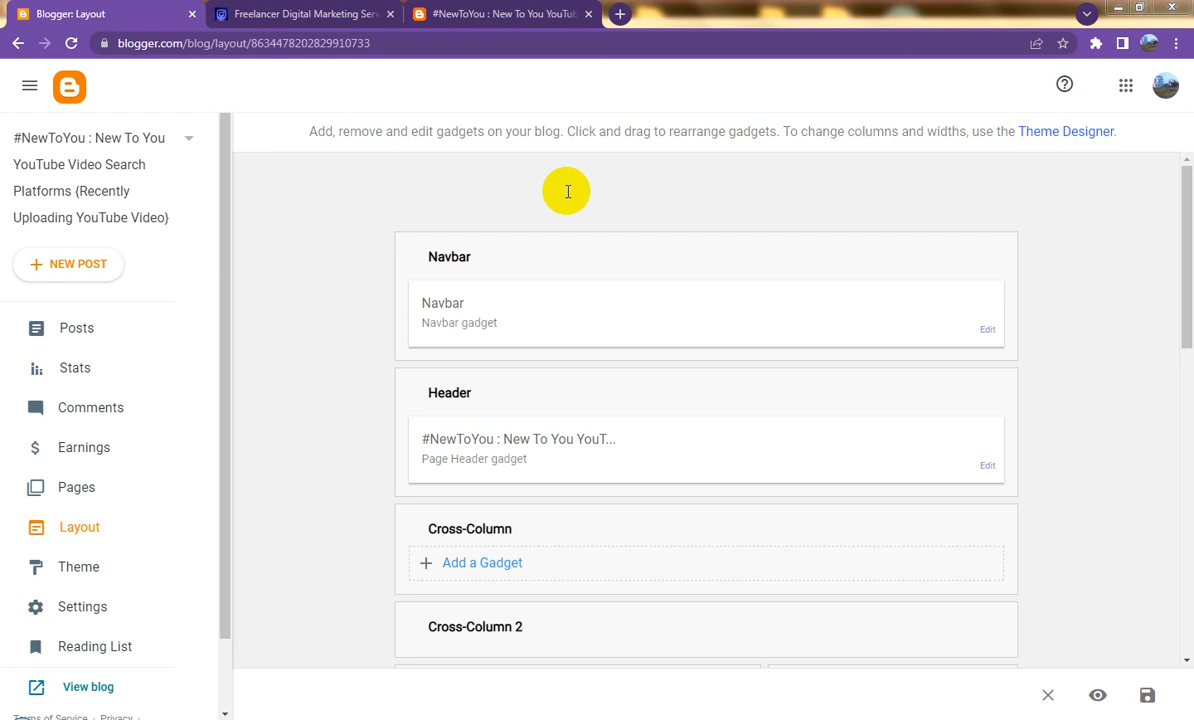 Blogger: Layout
Freelancer Digital Marketing Serv
#NewToYou : New To You YouTub
blogger.com/blog/layout/8634478202829910733
#NewToYou : New To You
YouTube Video Search
Platforms {Recently
Uploading YouTube Video}
NEW POST
Posts
Stats
Comments
Earnings
Pages
Layout
Theme
Settings
Reading List
View blog
Terms of Service · Privacy ·
Add, remove and edit gadgets on your blog. Click and drag to rearrange gadgets. To change columns and widths, use the Theme Designer.
Navbar
Navbar
Navbar gadget
Edit
Header
#NewToYou : New To You YouT...
Page Header gadget
Edit
Cross-Column
Add a Gadget
Cross-Column 2